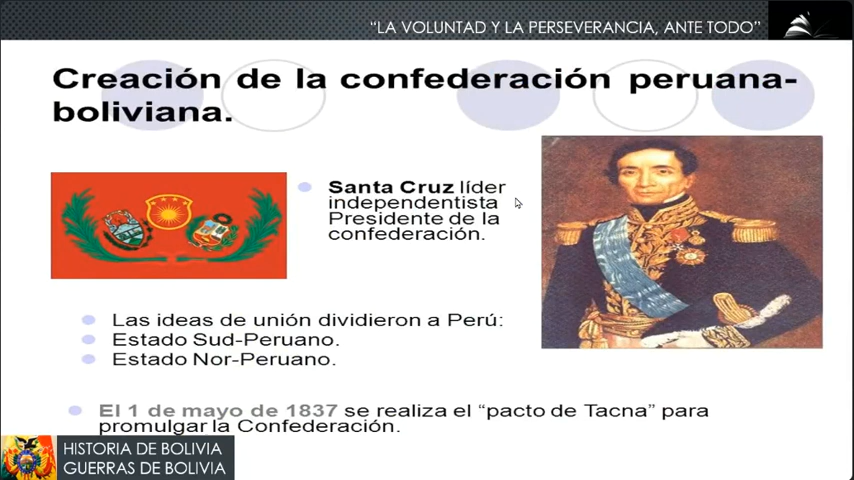 “LA VOLUNTAD Y LA PERSEVERANCIA, ANTE TODO”
Creación de la confederación peruana-
boliviana.
Santa Cruz líder
independentista
Presidente de la
confederación.
Las ideas de unión dividieron a Perú:
Estado Sud-Peruano.
Estado Nor-Peruano.
El 1 de mayo de 1837 se realiza el “pacto de Tacna” para
promulgar la Confederación.
HISTORIA DE BOLIVIA
GUERRAS DE BOLIVIA